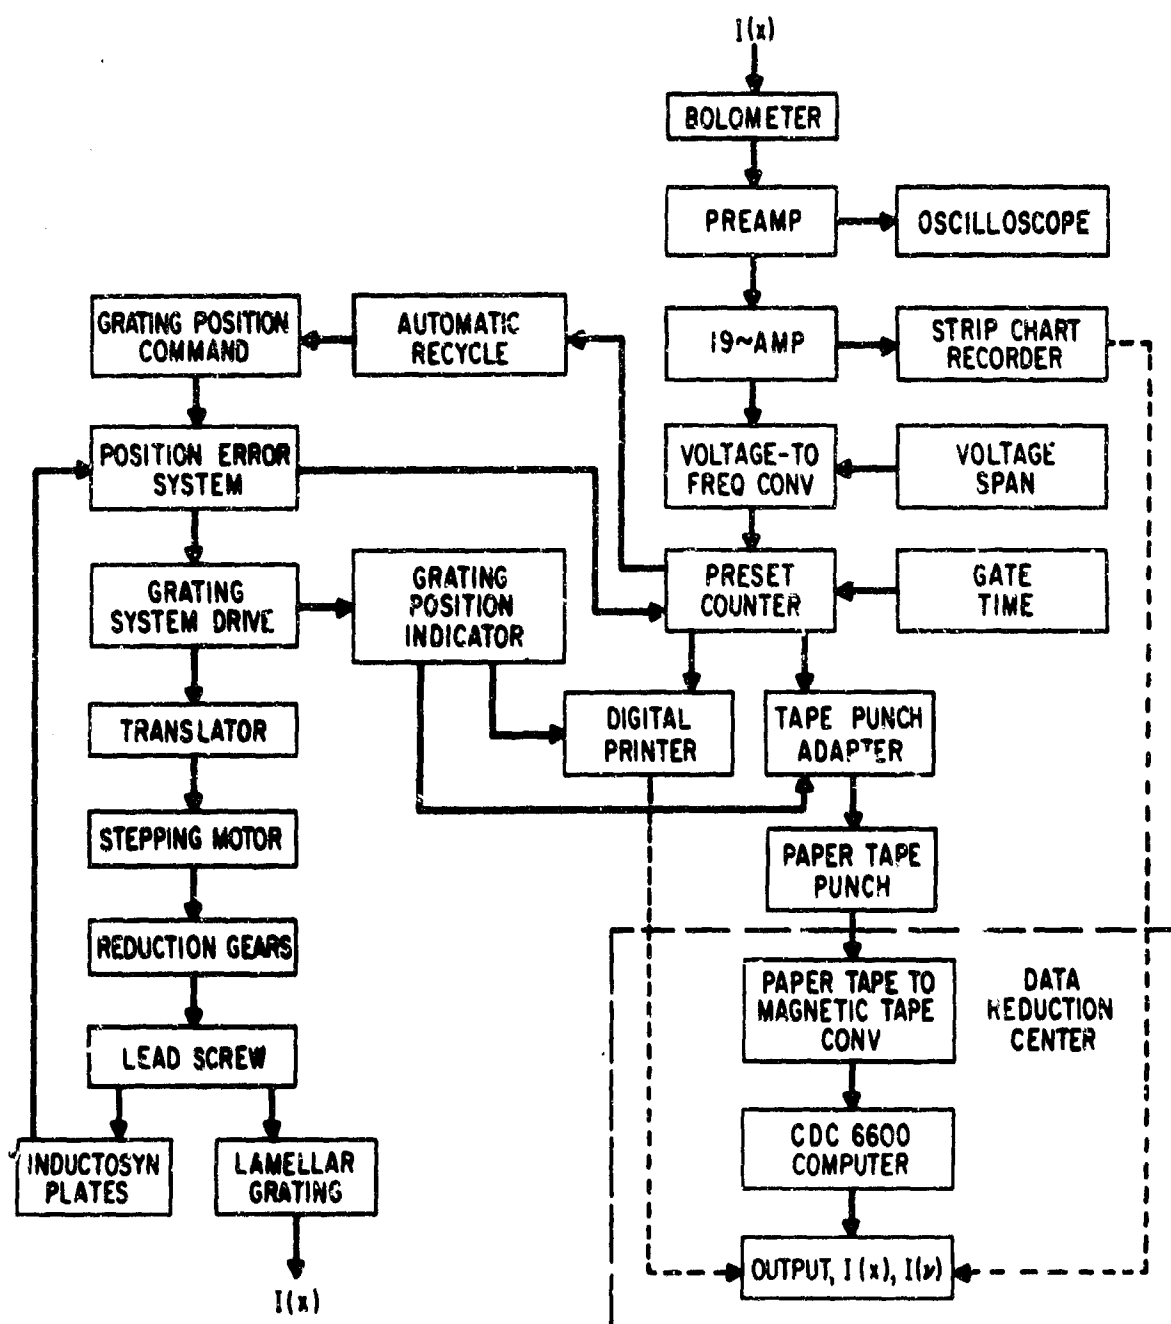 I(x)
BOLOMETER
PREAMP
OSCILLOSCOPE
GRATING POSITION
COMMAND
AUTOMATIC
RECYCLE
19~AMP
STRIP CHART
RECORDER
POSITION ERROR
SYSTEM
VOLTAGE-TO
FREQ CONV
VOLTAGE
SPAN
GRATING
SYSTEM DRIVE
GRATING
POSITION
INDICATOR
PRESET
COUNTER
GATE
TIME
TRANSLATOR
DIGITAL
PRINTER
TAPE PUNCH
ADAPTER
STEPPING MOTOR
PAPER TAPE
PUNCH
REDUCTION GEARS
PAPER TAPE TO
MAGNETIC TAPE
CONV
DATA
REDUCTION
CENTER
LEAD SCREW
INDUCTOSYN
PLATES
LAMELLAR
GRATING
CDC 6600
COMPUTER
OUTPUT, I(x), I(ν)
I(x)